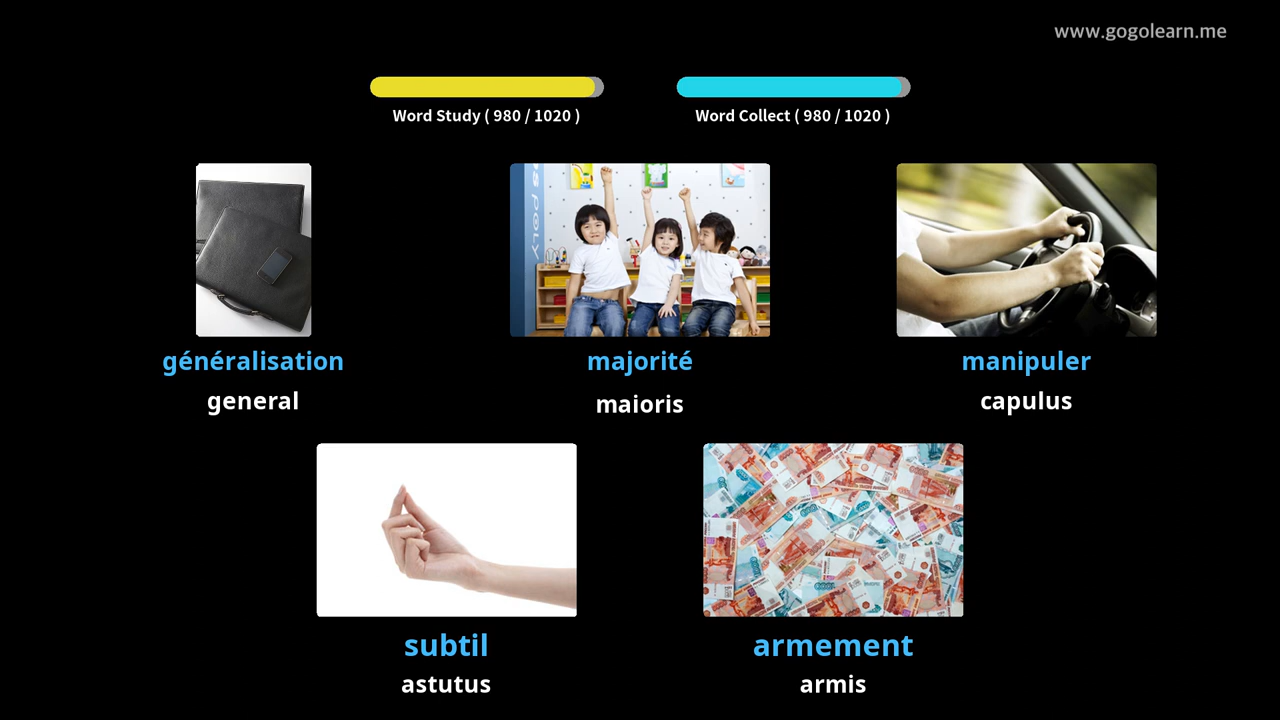 www.gogolearn.me
Word Study ( 980 / 1020 )
Word Collect ( 980 / 1020 )
généralisation
general
majorité
maioris
manipuler
capulus
subtil
astutus
armement
armis